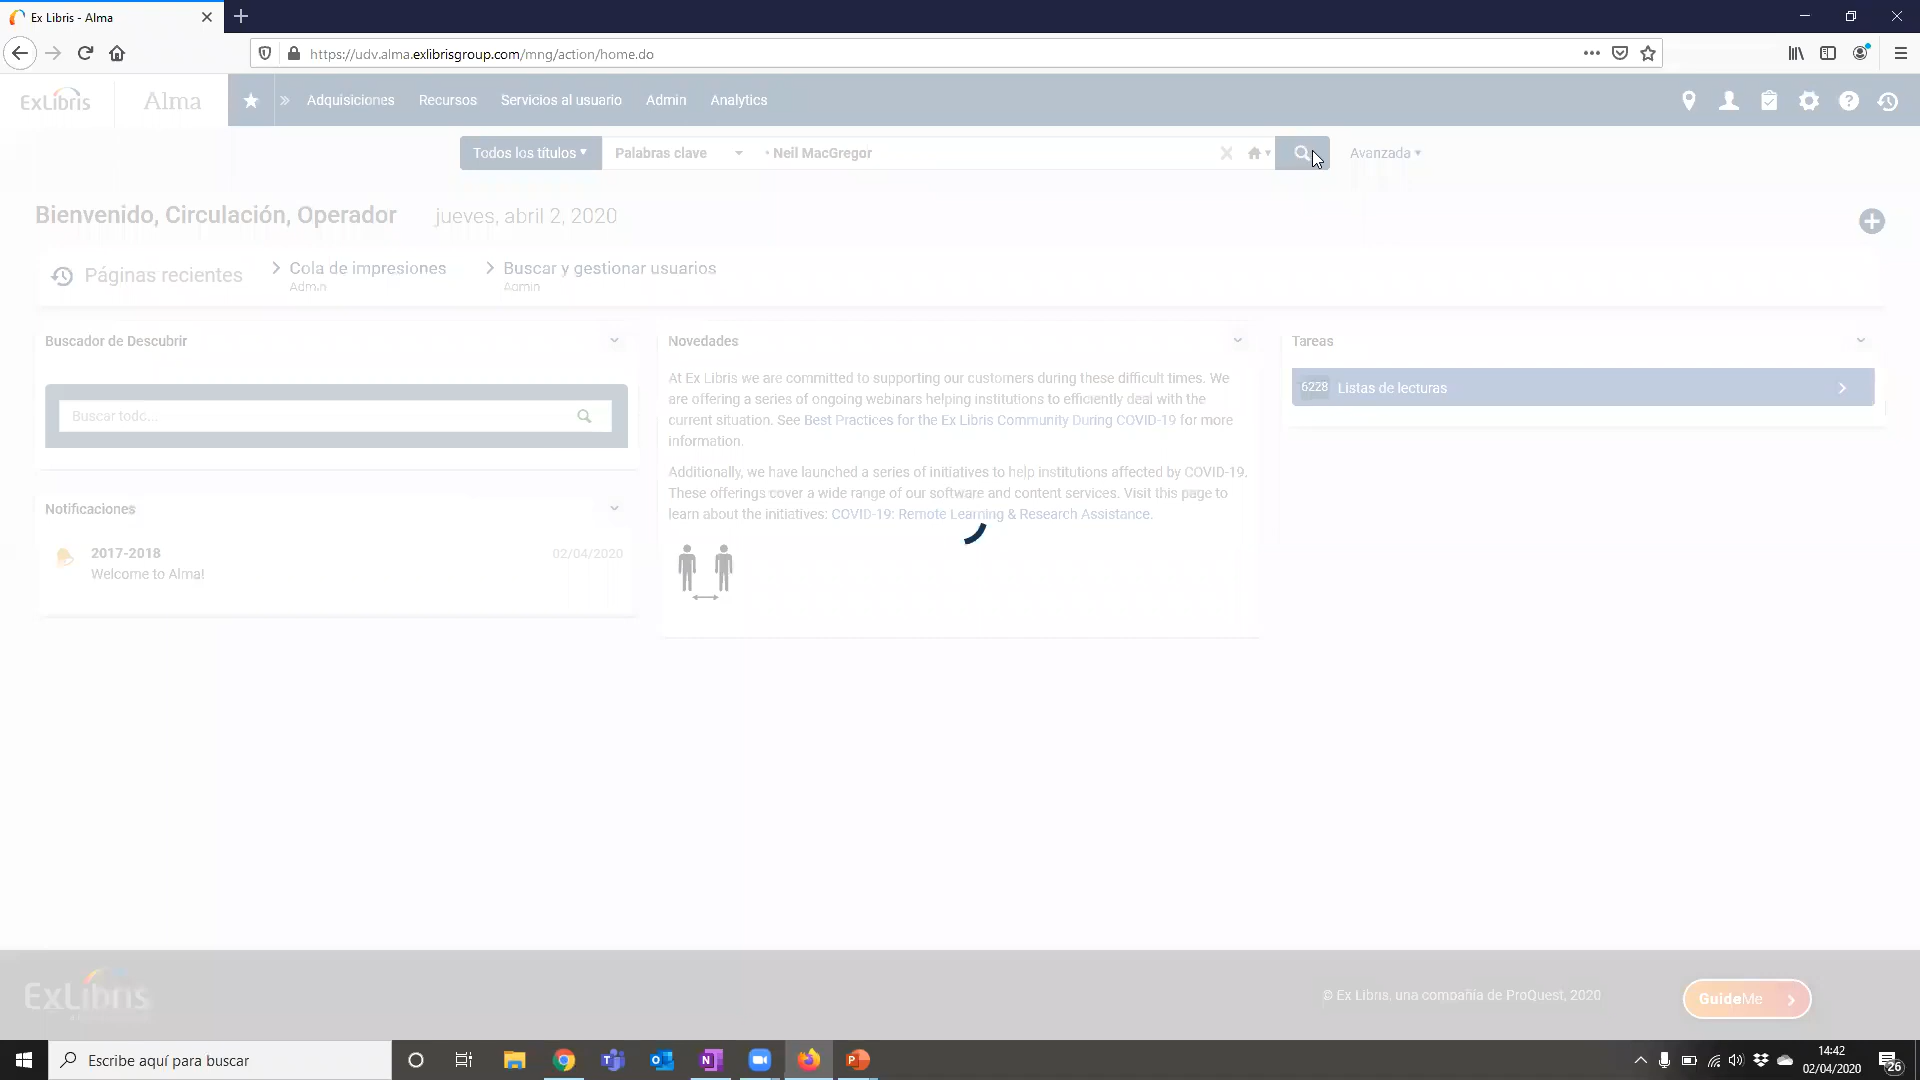 Ex Libris - Alma
https://udv.alma.exlibrisgroup.com/mng/action/home.do
ExLibris
Alma
Adquisiciones
Recursos
Servicios al usuario
Admin
Analytics
Todos los títulos
Palabras clave
Neil MacGregor
Avanzada
Bienvenido, Circulación, Operador
jueves, abril 2, 2020
Páginas recientes
Cola de impresiones
Admin
Buscar y gestionar usuarios
Admin
Buscador de Descubrir
Buscar todo...
Notificaciones
2017-2018
02/04/2020
Welcome to Alma!
Novedades
At Ex Libris we are committed to supporting our customers during these difficult times. We
are offering a series of ongoing webinars helping institutions to efficiently deal with the
current situation. See Best Practices for the Ex Libris Community During COVID-19 for more
information.
Additionally, we have launched a series of initiatives to help institutions affected by COVID-19.
These offerings cover a wide range of our software and content services. Visit this page to
learn about the initiatives: COVID-19: Remote Learning & Research Assistance.
Tareas
6228 Listas de lecturas
ExLibris
© Ex Libris, una compañía de ProQuest, 2020
GuideMe
Escribe aquí para buscar
14:42
02/04/2020
26